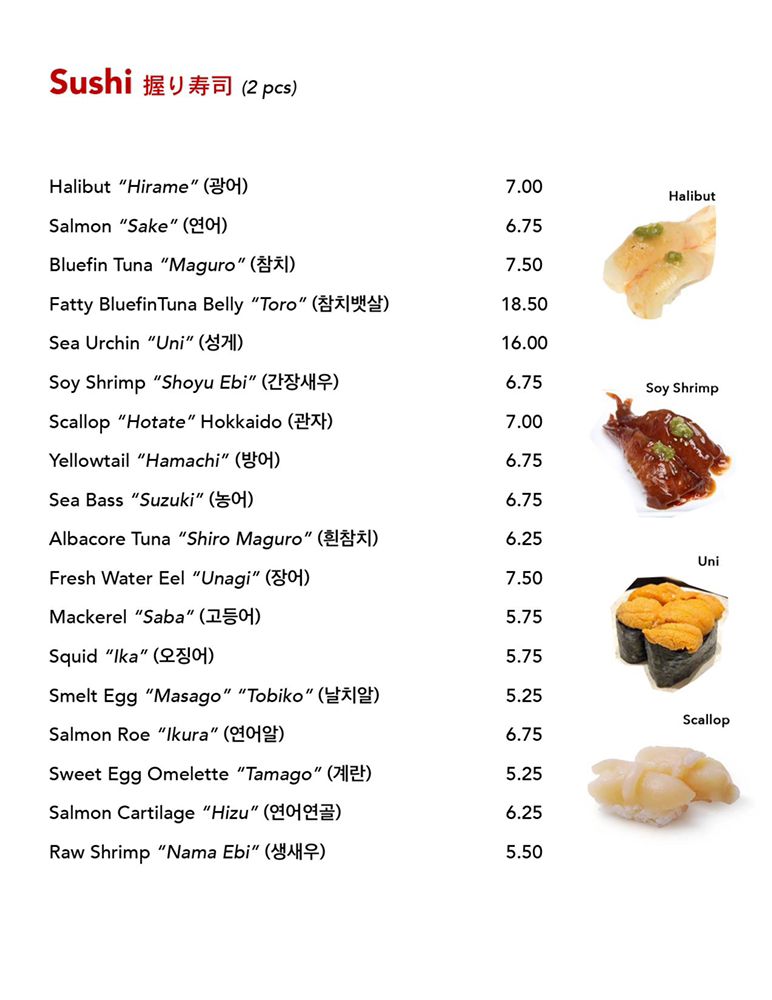 Sushi 握り寿司 (2 pcs)
Halibut “Hirame” (광어) 7.00
Salmon “Sake” (연어) 6.75
Bluefin Tuna “Maguro” (참치) 7.50
Fatty BluefinTuna Belly “Toro” (참치뱃살) 18.50
Sea Urchin “Uni” (성게) 16.00
Soy Shrimp “Shoyu Ebi” (간장새우) 6.75
Scallop “Hotate” Hokkaido (관자) 7.00
Yellowtail “Hamachi” (방어) 6.75
Sea Bass “Suzuki” (농어) 6.75
Albacore Tuna “Shiro Maguro” (흰참치) 6.25
Fresh Water Eel “Unagi” (장어) 7.50
Mackerel “Saba” (고등어) 5.75
Squid “Ika” (오징어) 5.75
Smelt Egg “Masago” “Tobiko” (날치알) 5.25
Salmon Roe “Ikura” (연어알) 6.75
Sweet Egg Omelette “Tamago” (계란) 5.25
Salmon Cartilage “Hizu” (연어연골) 6.25
Raw Shrimp “Nama Ebi” (생새우) 5.50
Halibut
Soy Shrimp
Uni
Scallop